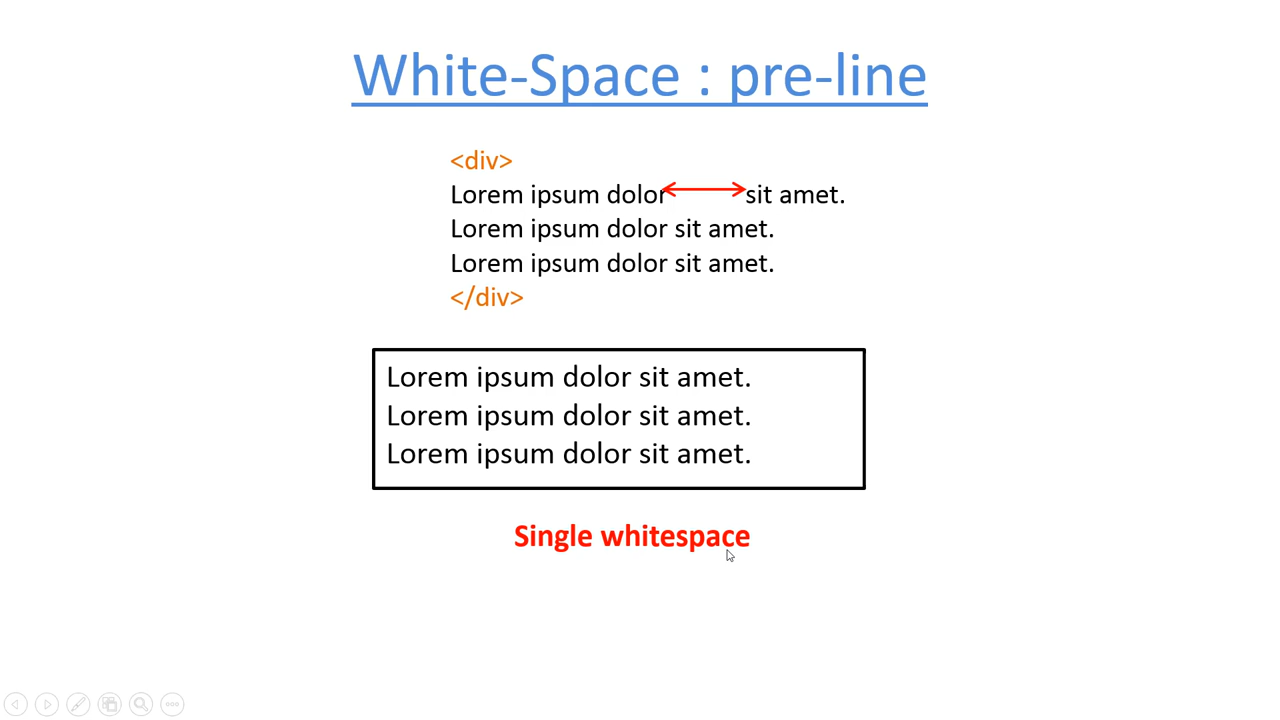 White-Space : pre-line
<div>
Lorem ipsum dolor sit amet.
Lorem ipsum dolor sit amet.
Lorem ipsum dolor sit amet.
</div>
Lorem ipsum dolor sit amet.
Lorem ipsum dolor sit amet.
Lorem ipsum dolor sit amet.
Single whitespace